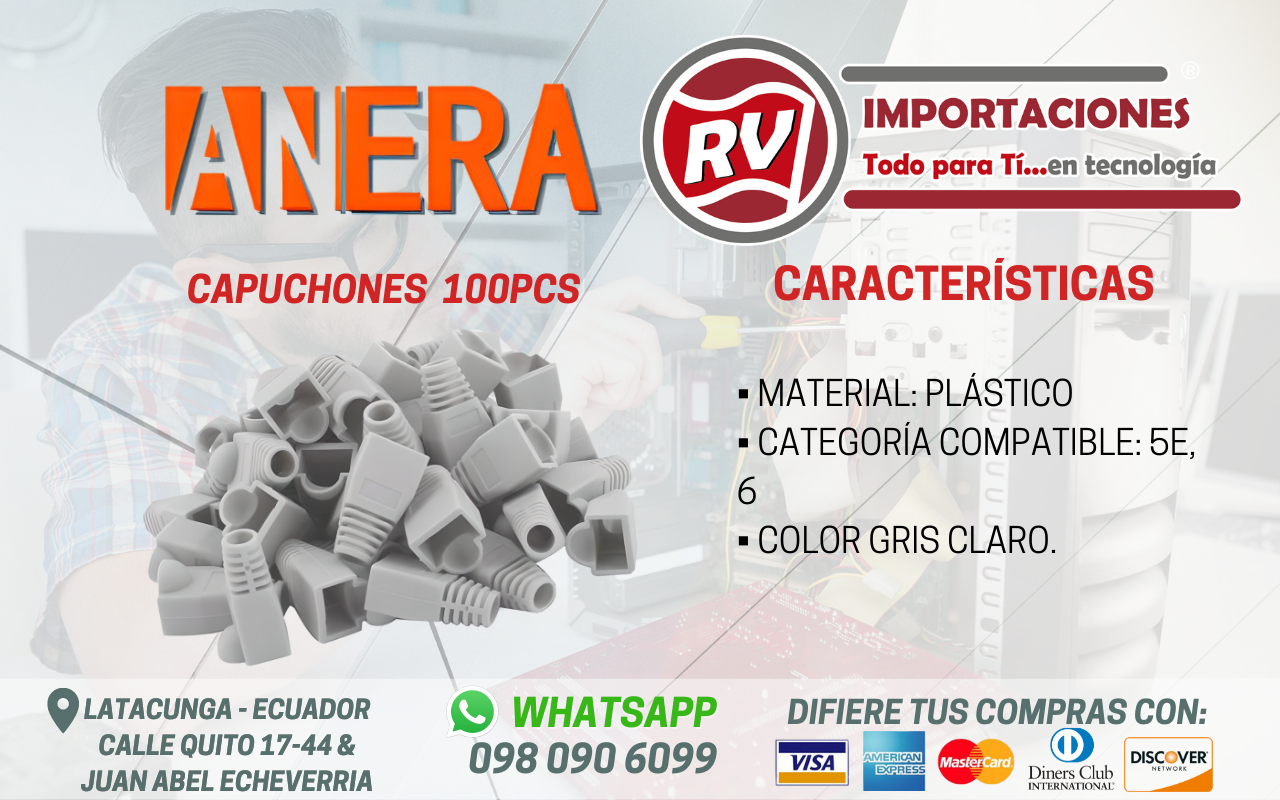 ANERA
RV
IMPORTACIONES
®
Todo para Tí...en tecnología
CAPUCHONES 100PCS
CARACTERÍSTICAS
▪ MATERIAL: PLÁSTICO
▪ CATEGORÍA COMPATIBLE: 5E,
6
▪ COLOR GRIS CLARO.
LATACUNGA - ECUADOR
CALLE QUITO 17-44 &
JUAN ABEL ECHEVERRIA
WHATSAPP
098 090 6099
DIFIERE TUS COMPRAS CON:
VISA
AMERICAN
EXPRESS
MasterCard
Diners Club
INTERNATIONAL®
DISCOVER®
NETWORK